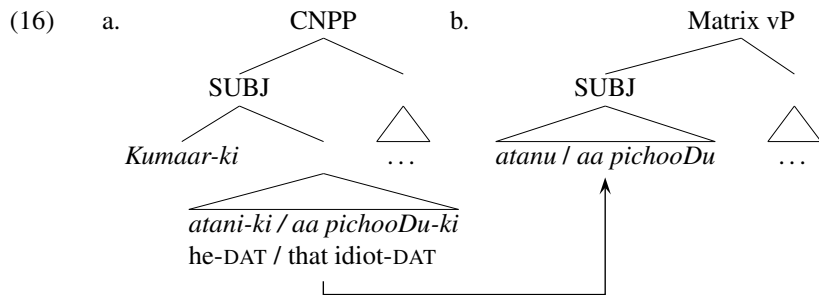 (16) a. CNPP b. Matrix vP
SUBJ SUBJ
Kumaar-ki ... atanu / aa pichooDu ...
atani-ki / aa pichooDu-ki
he-DAT / that idiot-DAT